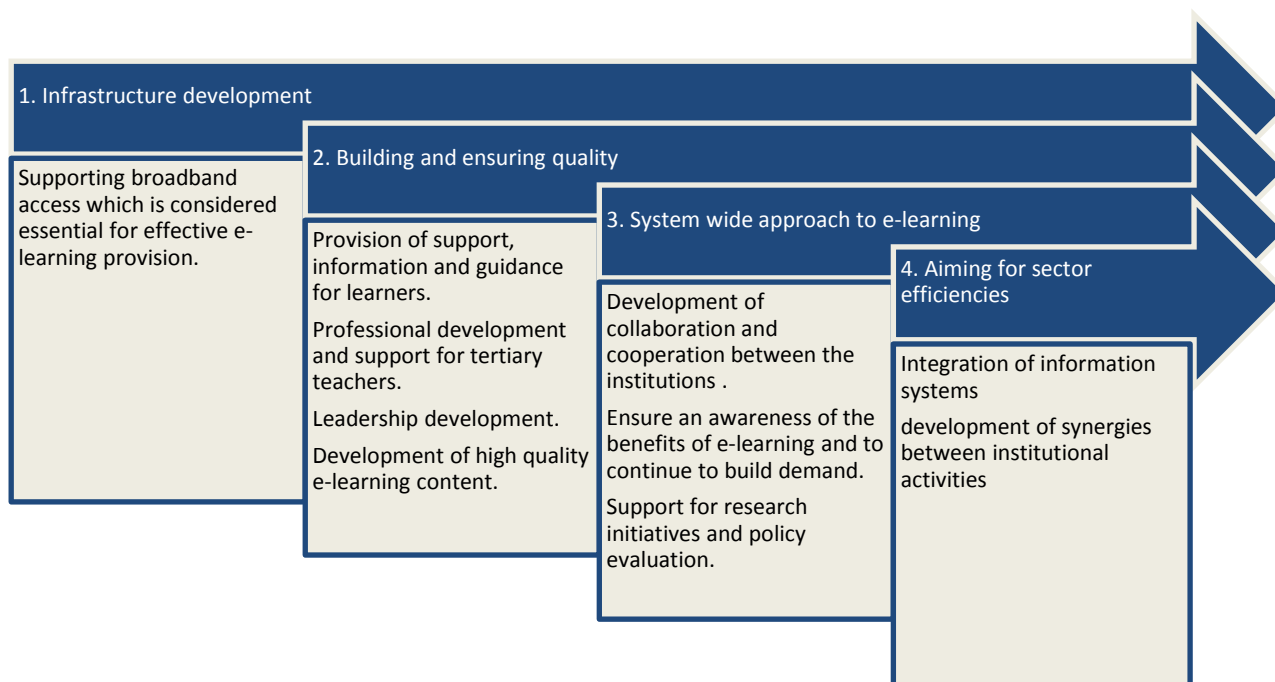 1. Infrastructure development
Supporting broadband
access which is considered
essential for effective e-
learning provision.
2. Building and ensuring quality
Provision of support,
information and guidance
for learners.
Professional development
and support for tertiary
teachers.
Leadership development.
Development of high quality
e-learning content.
3. System wide approach to e-learning
Development of
collaboration and
cooperation between the
institutions .
Ensure an awareness of the
benefits of e-learning and to
continue to build demand.
Support for research
initiatives and policy
evaluation.
4. Aiming for sector
efficiencies
Integration of information
systems
development of synergies
between institutional
activities